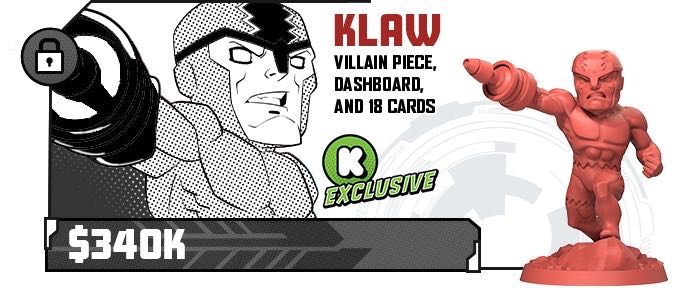 KLAW
VILLAIN PIECE,
DASHBOARD,
AND 18 CARDS
K
EXCLUSIVE
$340K